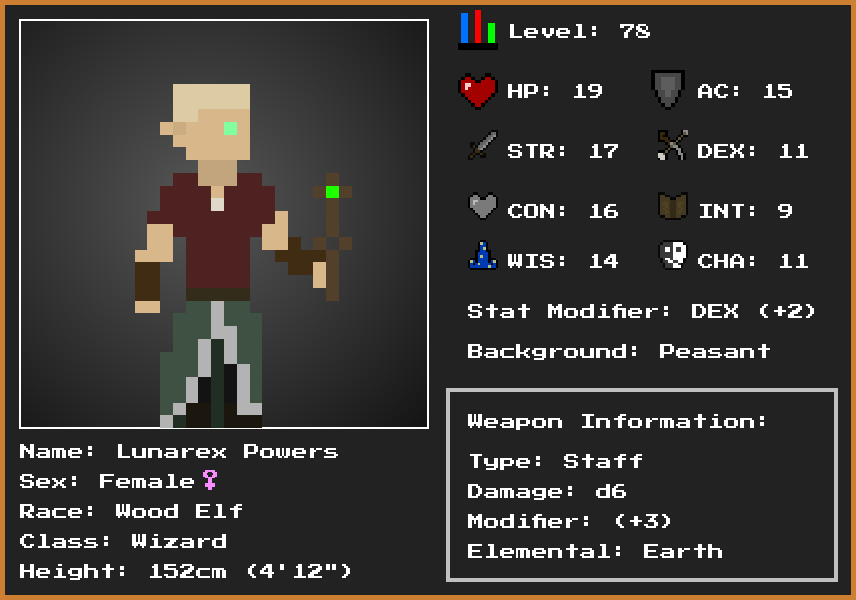 Level: 78
HP: 19
AC: 15
STR: 17
DEX: 11
CON: 16
INT: 9
WIS: 14
CHA: 11
Stat Modifier: DEX (+2)
Background: Peasant
Weapon Information:
Type: Staff
Damage: d6
Modifier: (+3)
Elemental: Earth
Name: Lunarex Powers
Sex: Female♀
Race: Wood Elf
Class: Wizard
Height: 152cm (4'12")